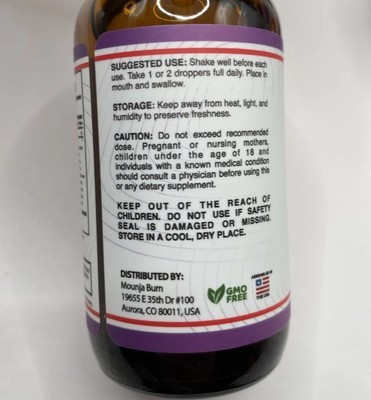 SUGGESTED USE: Shake well before each
use. Take 1 or 2 droppers full daily. Place in
mouth and swallow.
STORAGE: Keep away from heat, light, and
humidity to preserve freshness.
CAUTION: Do not exceed recommended
dose. Pregnant or nursing mothers,
children under the age of 18 and
individuals with a known medical condition
should consult a physician before using this
or any dietary supplement.
KEEP OUT OF THE REACH OF
CHILDREN. DO NOT USE IF SAFETY
SEAL IS DAMAGED OR MISSING.
STORE IN A COOL, DRY PLACE.
DISTRIBUTED BY:
Mounja Burn
19655 E 35th Dr #100
Aurora, CO 80011, USA
GMO
FREE
ASSEMBLED IN
THE USA